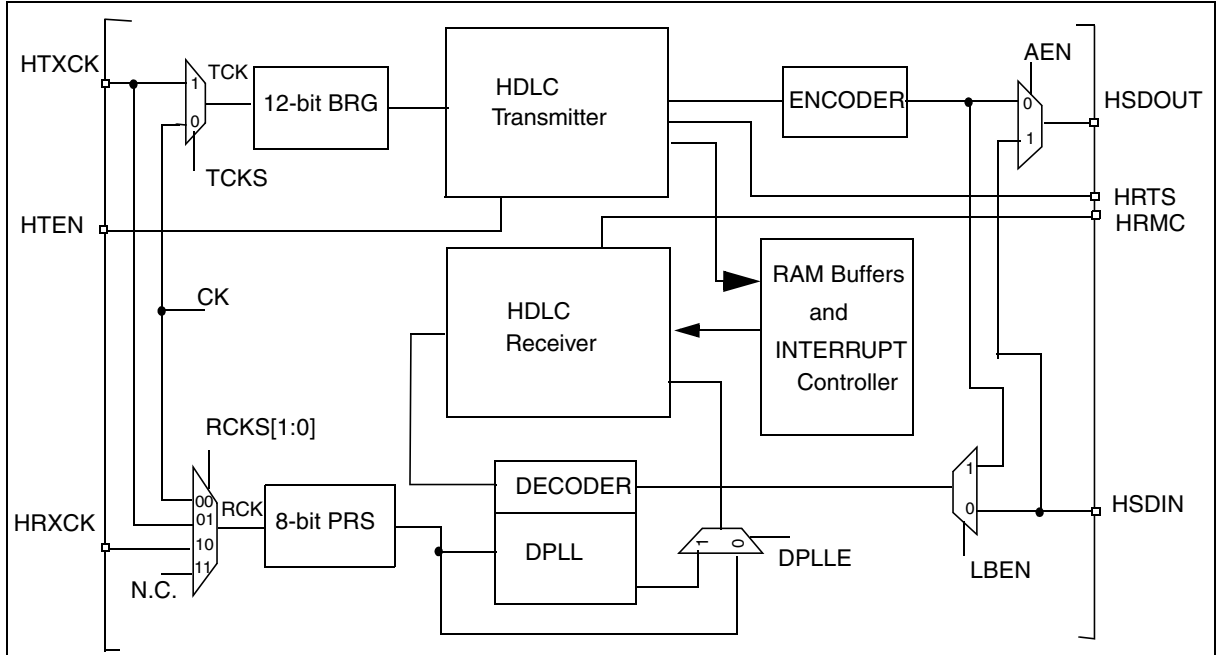 HTXCK
1
0
TCK
12-bit BRG
TCKS
HDLC
Transmitter
ENCODER
AEN
0
1
HSDOUT
HTEN
HRTS
HRMC
CK
HDLC
Receiver
RAM Buffers
and
INTERRUPT
Controller
RCKS[1:0]
HRXCK
00
01
10
11
RCK
8-bit PRS
N.C.
DECODER
DPLL
1
0
DPLLE
1
0
LBEN
HSDIN